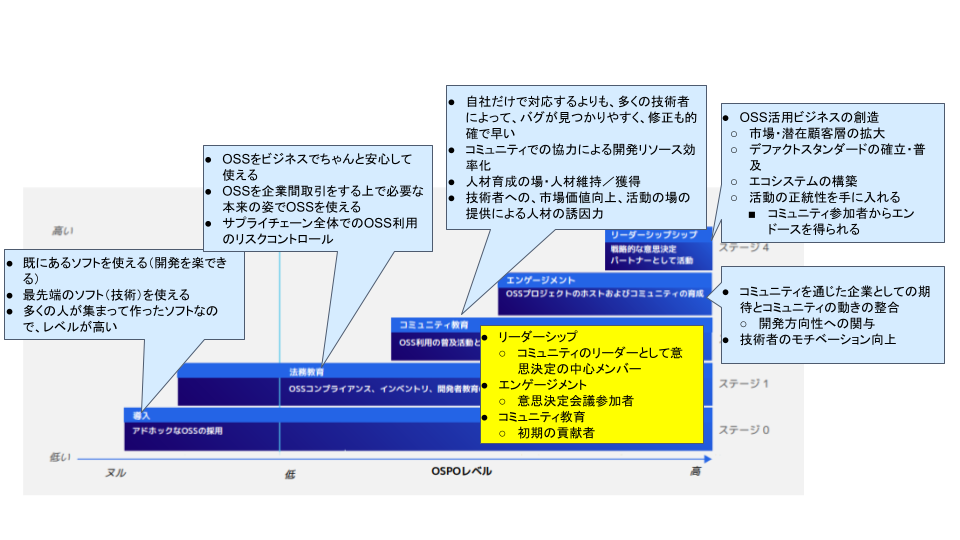 ● 自社だけで対応するよりも、多くの技術者
によって、バグが見つかりやすく、修正も的
確で早い
● コミュニティでの協力による開発リソース効
率化
● 人材育成の場・人材維持／獲得
● 技術者への、市場価値向上、活動の場の
提供による人材の誘因力
● OSS活用ビジネスの創造
○ 市場・潜在顧客層の拡大
○ デファクトスタンダードの確立・普
及
○ エコシステムの構築
○ 活動の正統性を手に入れる
■ コミュニティ参加者からエン
ドースを得られる
● OSSをビジネスでちゃんと安心して
使える
● OSSを企業間取引をする上で必要な
本来の姿でOSSを使える
● サプライチェーン全体でのOSS利用
のリスクコントロール
● 既にあるソフトを使える（開発を楽でき
る）
● 最先端のソフト（技術）を使える
● 多くの人が集まって作ったソフトなの
で、レベルが高い
● コミュニティを通じた企業としての期
待とコミュニティの動きの整合
○ 開発方向性への関与
● 技術者のモチベーション向上
高い
リーダーシップシップ
戦略的な意思決定
パートナーとして活動
ステージ 4
エンゲージメント
OSSプロジェクトのホストおよびコミュニティの育成
コミュニティ教育
OSS利用の普及活動と
● リーダーシップ
○ コミュニティのリーダーとして意
思決定の中心メンバー
● エンゲージメント
○ 意思決定会議参加者
● コミュニティ教育
○ 初期の貢献者
法務教育
OSSコンプライアンス、インベントリ、開発者教育
ステージ 1
導入
アドホックなOSSの採用
ステージ 0
低い
ヌル
低
OSPOレベル
高